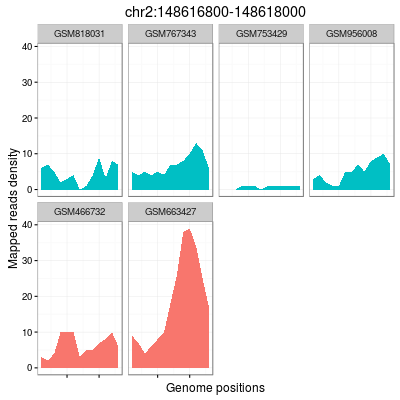 chr2:148616800-148618000
GSM818031 GSM767343 GSM753429 GSM956008
40
30
20
10
0
GSM466732 GSM663427
40
30
20
10
0
Mapped reads density
Genome positions